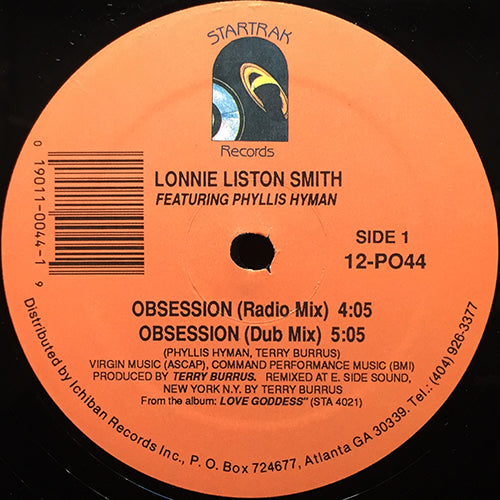 STARTRAK
Records
LONNIE LISTON SMITH
FEATURING PHYLLIS HYMAN
0 19011-0044-1 9
SIDE 1
12-PO44
OBSESSION (Radio Mix) 4:05
OBSESSION (Dub Mix) 5:05
(PHYLLIS HYMAN, TERRY BURRUS)
VIRGIN MUSIC (ASCAP), COMMAND PERFORMANCE MUSIC (BMI)
PRODUCED BY TERRY BURRUS. REMIXED AT E. SIDE SOUND,
NEW YORK N.Y. BY TERRY BURRUS
From the album: LOVE GODDESS" (STA 4021)
Distributed by Ichiban Records Inc., P. O. Box 724677, Atlanta GA 30339. Tel.: (404) 926-3377